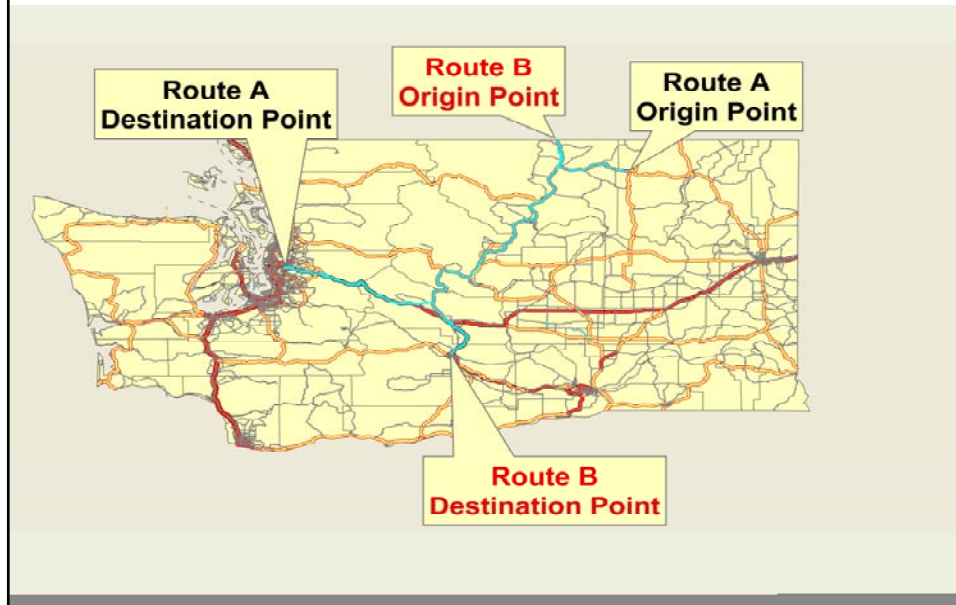 Route B
Origin Point
Route A
Destination Point
Route A
Origin Point
Route B
Destination Point